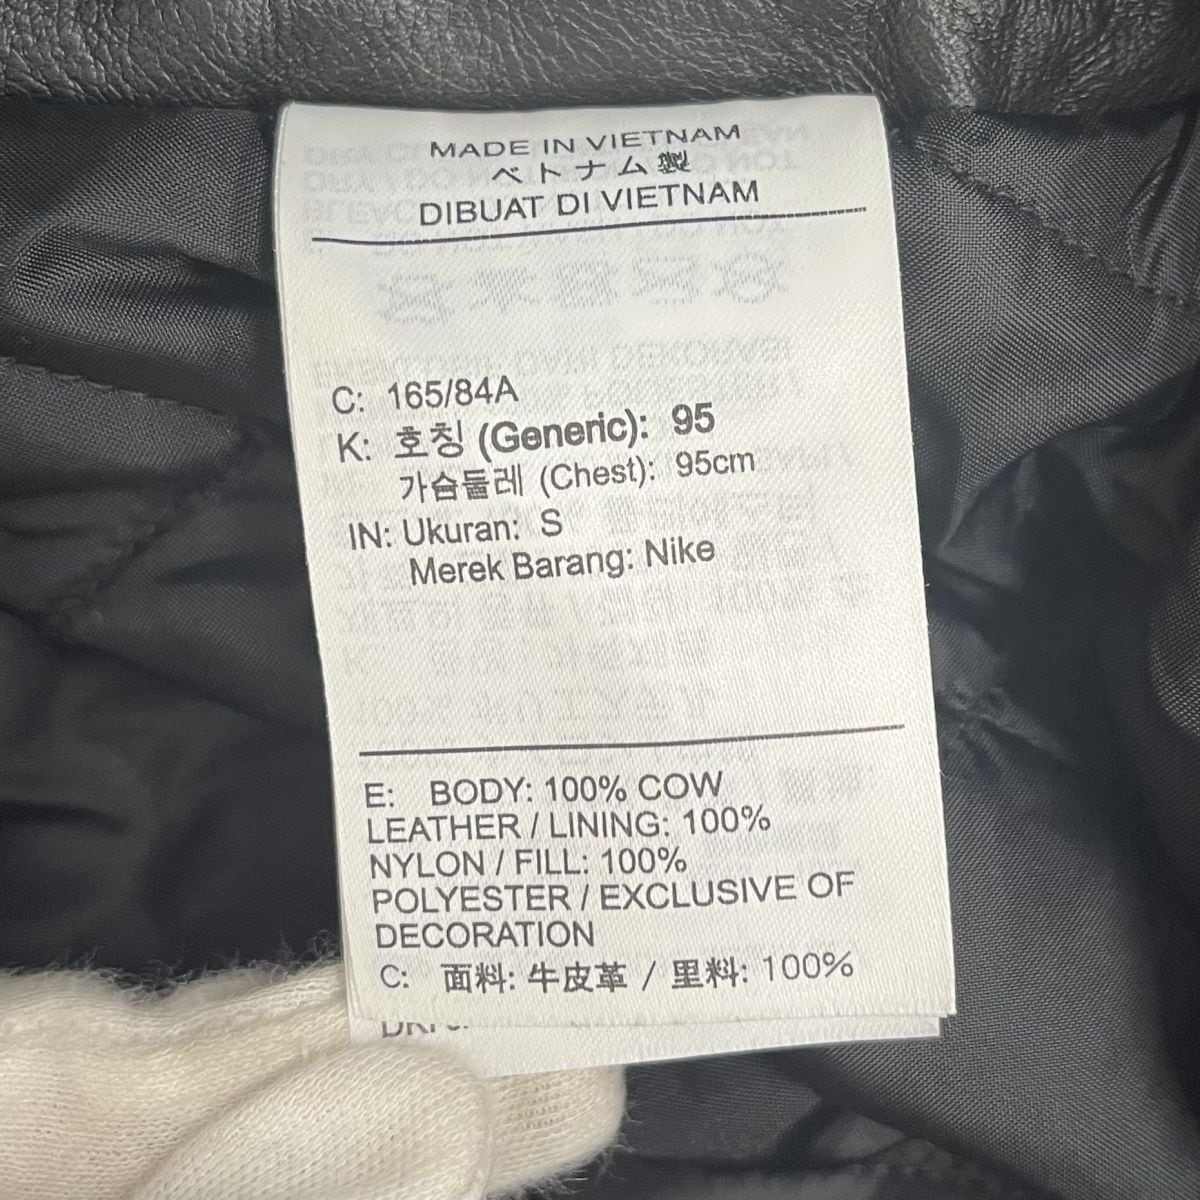 MADE IN VIETNAM
ベトナム製
DIBUAT DI VIETNAM
C: 165/84A
K: 호칭 (Generic): 95
가슴둘레 (Chest): 95cm
IN: Ukuran: S
Merek Barang: Nike
E: BODY: 100% COW
LEATHER / LINING: 100%
NYLON / FILL: 100%
POLYESTER / EXCLUSIVE OF
DECORATION
C: 面料: 牛皮革 / 里料: 100%